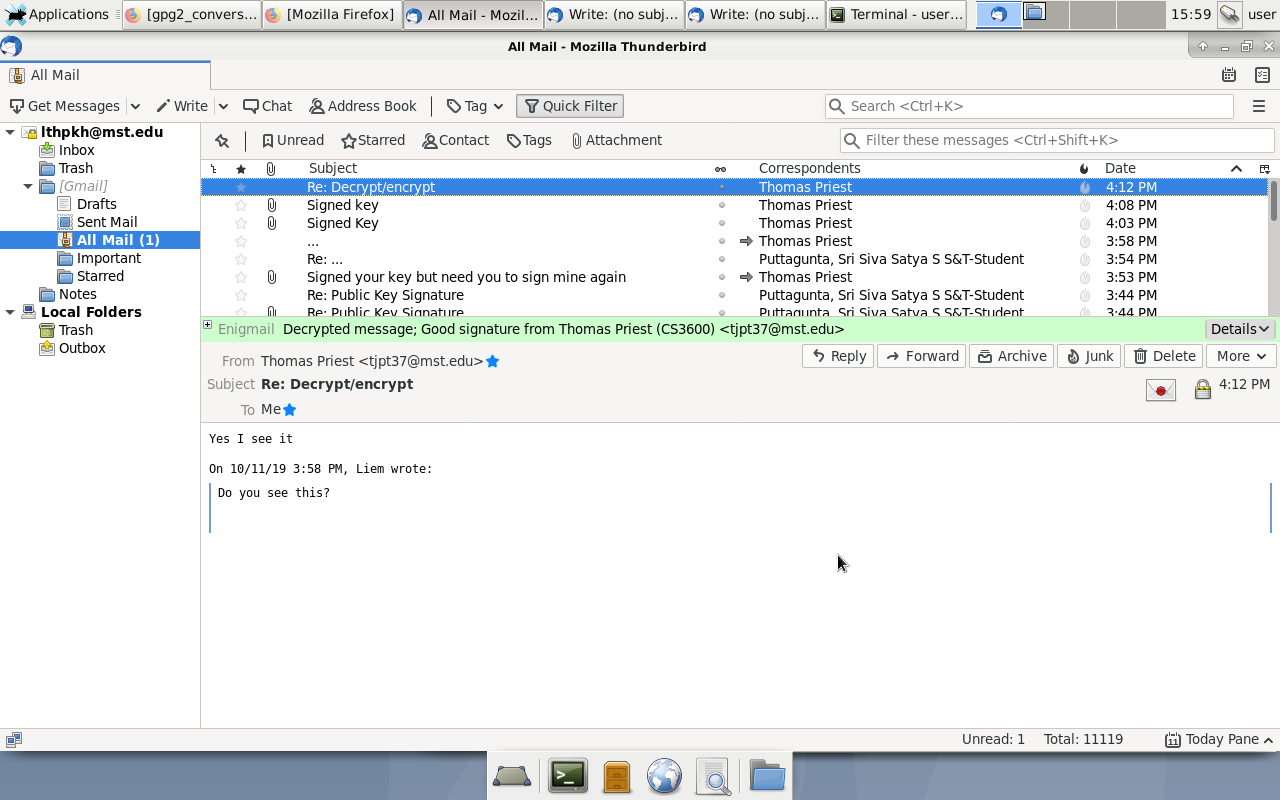 Applications [gpg2_convers... [Mozilla Firefox] All Mail - Mozil... Write: (no subj... Write: (no subj... Terminal - user... 15:59 user
All Mail - Mozilla Thunderbird
All Mail
Get Messages Write Chat Address Book Tag Quick Filter Search <Ctrl+K>
lthpkh@mst.edu
Inbox
Trash
[Gmail]
Drafts
Sent Mail
All Mail (1)
Important
Starred
Notes
Local Folders
Trash
Outbox
Unread Starred Contact Tags Attachment Filter these messages <Ctrl+Shift+K>
Subject Correspondents Date
Re: Decrypt/encrypt Thomas Priest 4:12 PM
Signed key Thomas Priest 4:08 PM
Signed Key Thomas Priest 4:03 PM
... Thomas Priest 3:58 PM
Re: ... Puttagunta, Sri Siva Satya S S&T-Student 3:54 PM
Signed your key but need you to sign mine again Thomas Priest 3:53 PM
Re: Public Key Signature Puttagunta, Sri Siva Satya S S&T-Student 3:44 PM
Re: Public Key Signature Puttagunta, Sri Siva Satya S S&T-Student 3:44 PM
Enigmail Decrypted message; Good signature from Thomas Priest (CS3600) <tjpt37@mst.edu> Details
From Thomas Priest <tjpt37@mst.edu> Reply Forward Archive Junk Delete More
Subject Re: Decrypt/encrypt 4:12 PM
To Me
Yes I see it
On 10/11/19 3:58 PM, Liem wrote:
Do you see this?
Unread: 1 Total: 11119 Today Pane